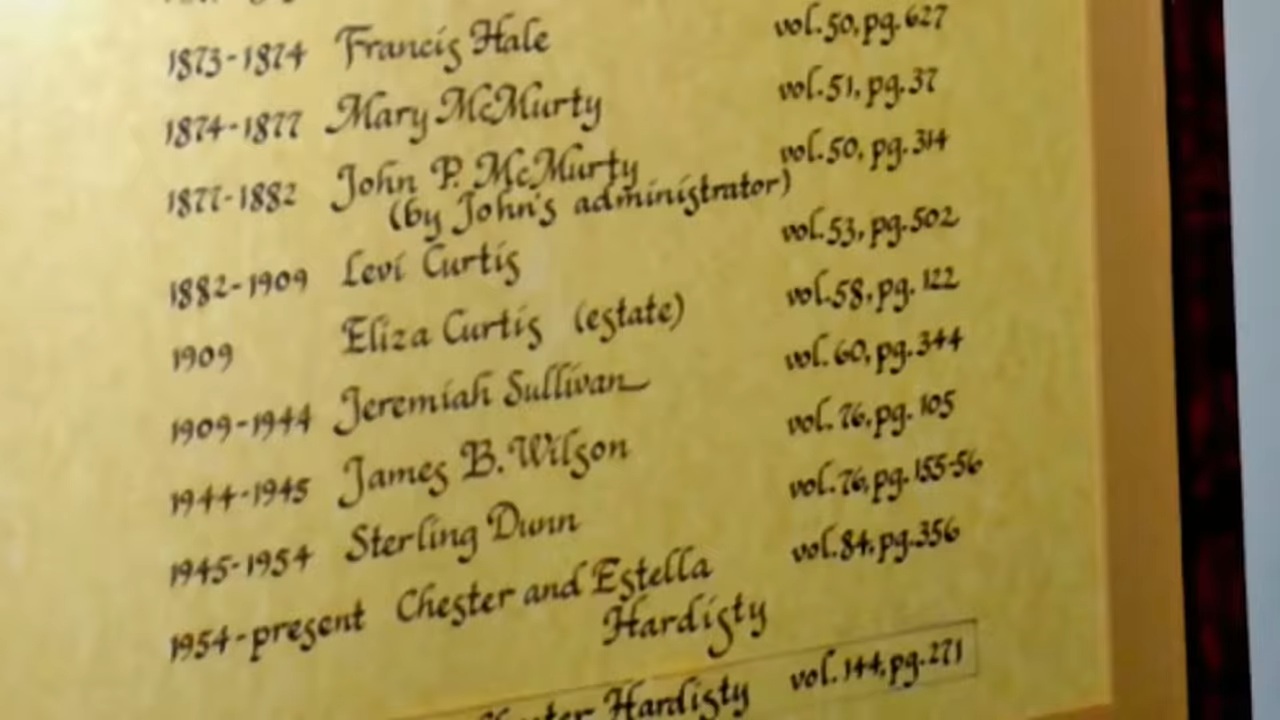 1873-1874 Francis Hale vol.50, pg.627
1874-1877 Mary McMurty vol.51, pg.37
1877-1882 John P. McMurty vol.50, pg.314
(by John's administrator)
1882-1909 Levi Curtis vol.53, pg.502
1909 Eliza Curtis (estate) vol.58, pg.122
1909-1944 Jeremiah Sullivan vol.60, pg.344
1944-1945 James B. Wilson vol.76, pg.105
1945-1954 Sterling Dunn vol.76, pg.155-56
1954-present Chester and Estella vol.84, pg.356
Hardisty
Chester Hardisty vol.144, pg.271